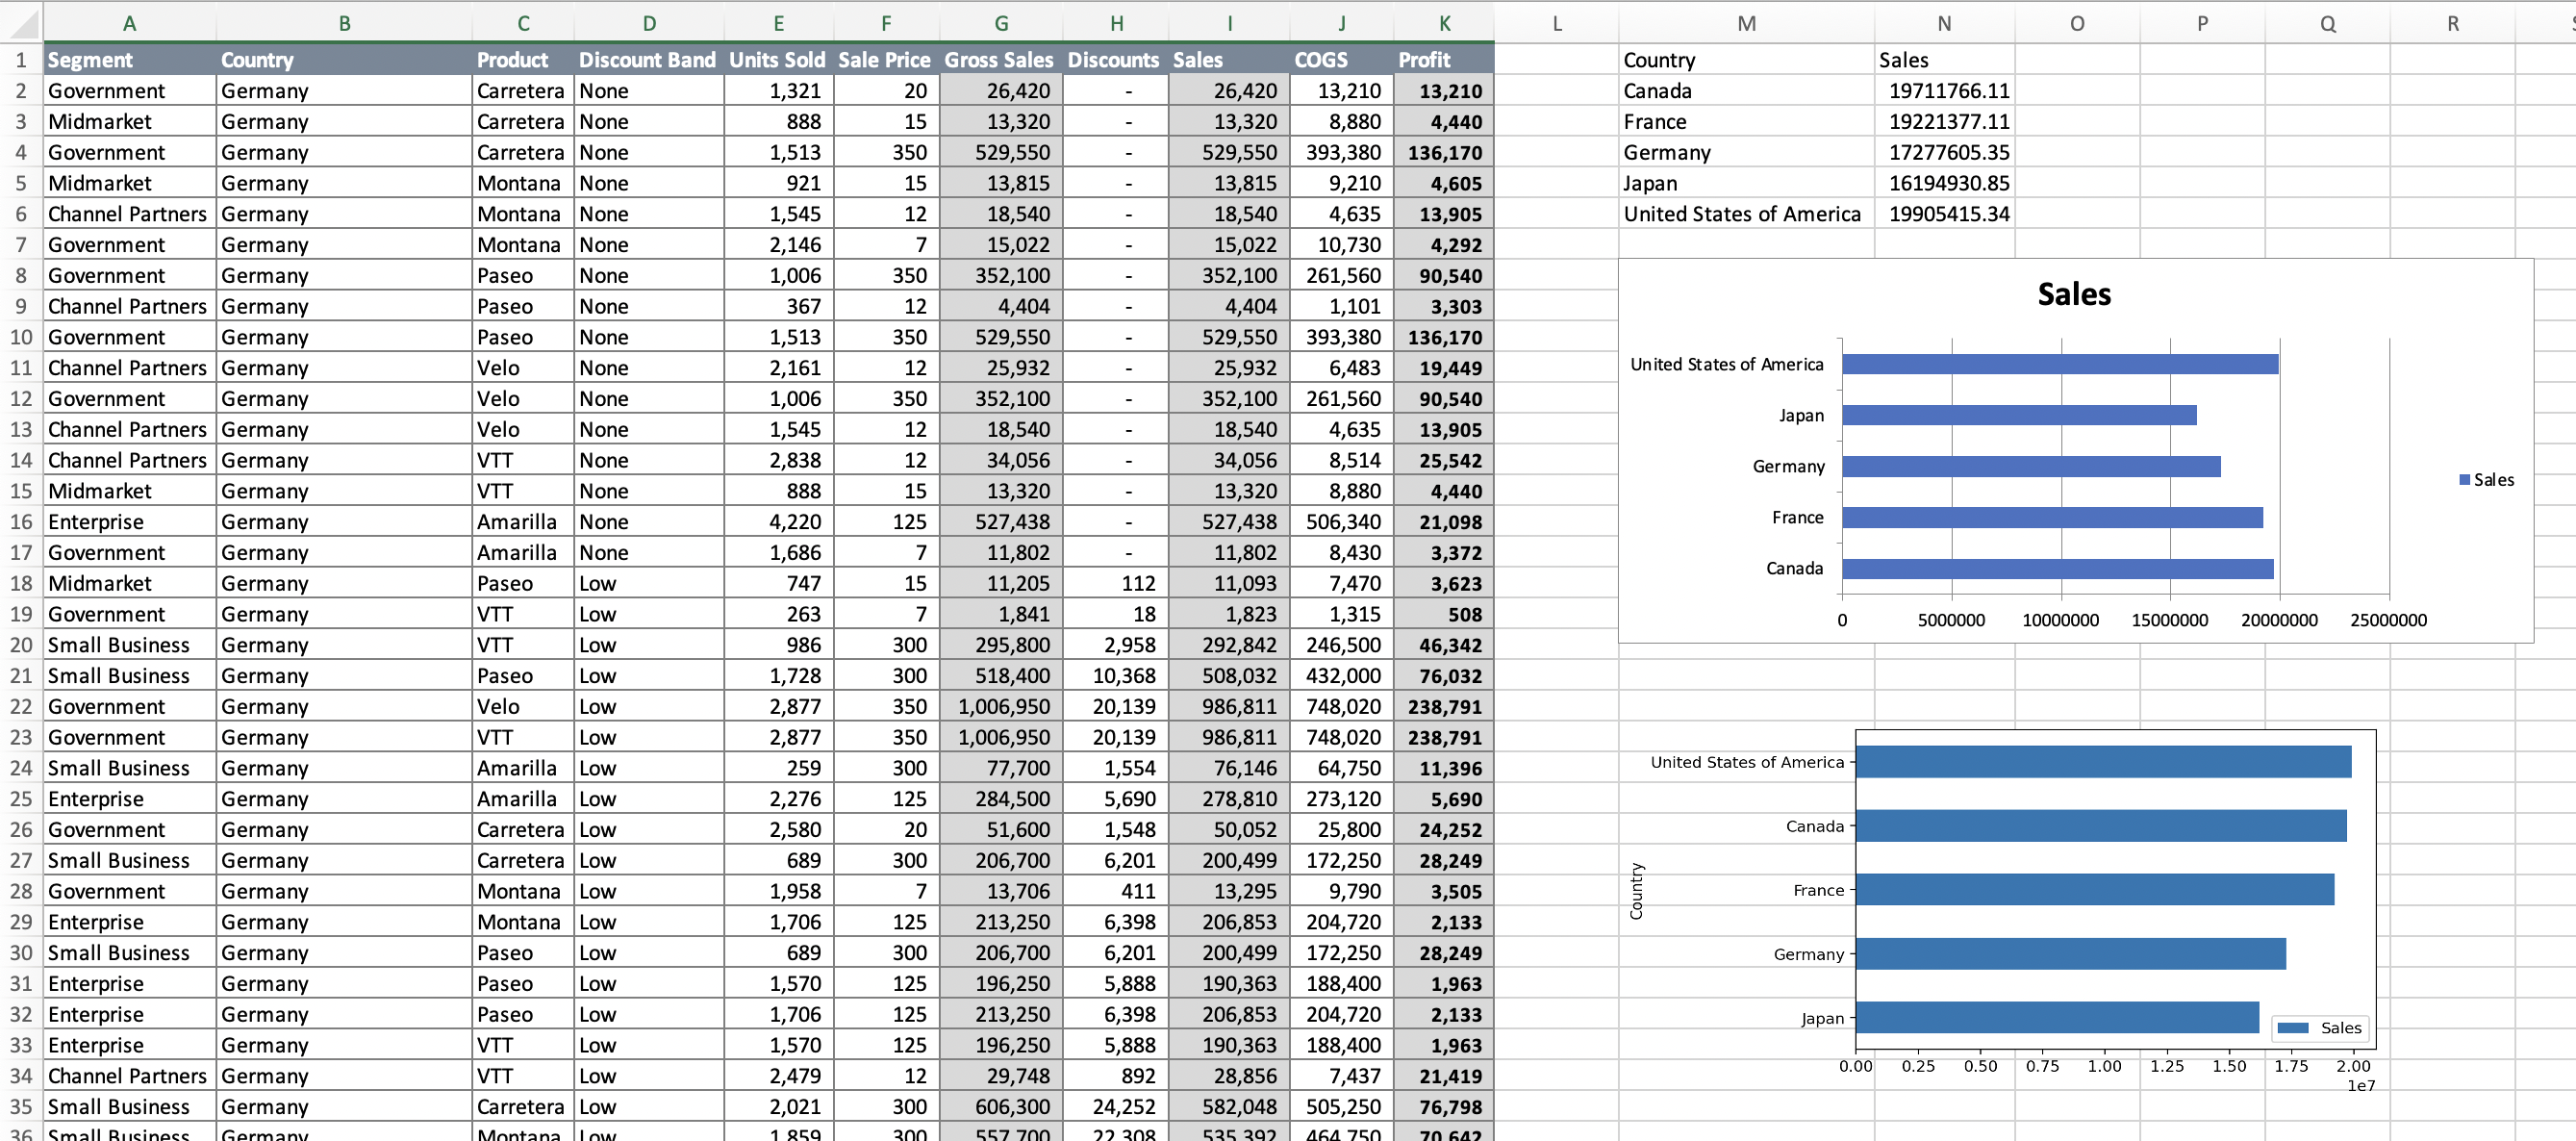 A B C D E F G H I J K L M N O P Q R S
1 Segment Country Product Discount Band Units Sold Sale Price Gross Sales Discounts Sales COGS Profit Country Sales
2 Government Germany Carretera None 1,321 20 26,420 - 26,420 13,210 13,210 Canada 19711766.11
3 Midmarket Germany Carretera None 888 15 13,320 - 13,320 8,880 4,440 France 19221377.11
4 Government Germany Carretera None 1,513 350 529,550 - 529,550 393,380 136,170 Germany 17277605.35
5 Midmarket Germany Montana None 921 15 13,815 - 13,815 9,210 4,605 Japan 16194930.85
6 Channel Partners Germany Montana None 1,545 12 18,540 - 18,540 4,635 13,905 United States of America 19905415.34
7 Government Germany Montana None 2,146 7 15,022 - 15,022 10,730 4,292
8 Government Germany Paseo None 1,006 350 352,100 - 352,100 261,560 90,540
9 Channel Partners Germany Paseo None 367 12 4,404 - 4,404 1,101 3,303
10 Government Germany Paseo None 1,513 350 529,550 - 529,550 393,380 136,170
11 Channel Partners Germany Velo None 2,161 12 25,932 - 25,932 6,483 19,449
12 Government Germany Velo None 1,006 350 352,100 - 352,100 261,560 90,540
13 Channel Partners Germany Velo None 1,545 12 18,540 - 18,540 4,635 13,905
14 Channel Partners Germany VTT None 2,838 12 34,056 - 34,056 8,514 25,542
15 Midmarket Germany VTT None 888 15 13,320 - 13,320 8,880 4,440
16 Enterprise Germany Amarilla None 4,220 125 527,438 - 527,438 506,340 21,098
17 Government Germany Amarilla None 1,686 7 11,802 - 11,802 8,430 3,372
18 Midmarket Germany Paseo Low 747 15 11,205 112 11,093 7,470 3,623
19 Government Germany VTT Low 263 7 1,841 18 1,823 1,315 508
20 Small Business Germany VTT Low 986 300 295,800 2,958 292,842 246,500 46,342
21 Small Business Germany Paseo Low 1,728 300 518,400 10,368 508,032 432,000 76,032
22 Government Germany Velo Low 2,877 350 1,006,950 20,139 986,811 748,020 238,791
23 Government Germany VTT Low 2,877 350 1,006,950 20,139 986,811 748,020 238,791
24 Small Business Germany Amarilla Low 259 300 77,700 1,554 76,146 64,750 11,396
25 Enterprise Germany Amarilla Low 2,276 125 284,500 5,690 278,810 273,120 5,690
26 Government Germany Carretera Low 2,580 20 51,600 1,548 50,052 25,800 24,252
27 Small Business Germany Carretera Low 689 300 206,700 6,201 200,499 172,250 28,249
28 Government Germany Montana Low 1,958 7 13,706 411 13,295 9,790 3,505
29 Enterprise Germany Montana Low 1,706 125 213,250 6,398 206,853 204,720 2,133
30 Small Business Germany Paseo Low 689 300 206,700 6,201 200,499 172,250 28,249
31 Enterprise Germany Paseo Low 1,570 125 196,250 5,888 190,363 188,400 1,963
32 Enterprise Germany Paseo Low 1,706 125 213,250 6,398 206,853 204,720 2,133
33 Enterprise Germany VTT Low 1,570 125 196,250 5,888 190,363 188,400 1,963
34 Channel Partners Germany VTT Low 2,479 12 29,748 892 28,856 7,437 21,419
35 Small Business Germany Carretera Low 2,021 300 606,300 24,252 582,048 505,250 76,798
36 Small Business Germany Montana Low 1,859 300 557,700 22,308 535,392 464,750 70,642
Sales
United States of America
Japan
Germany
Sales
France
Canada
0 5000000 10000000 15000000 20000000 25000000
United States of America
Canada
France
Country
Germany
Japan
Sales
0.00 0.25 0.50 0.75 1.00 1.25 1.50 1.75 2.00
1e7